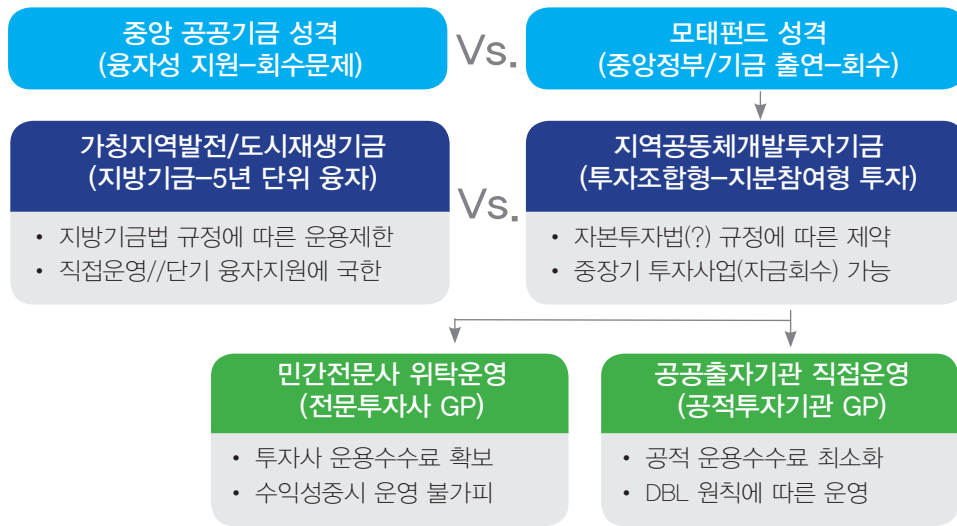 중앙 공공기금 성격
(융자성 지원-회수문제)
Vs.
모태펀드 성격
(중앙정부/기금 출연-회수)
가칭지역발전/도시재생기금
(지방기금-5년 단위 융자)
• 지방기금법 규정에 따른 운용제한
• 직접운영//단기 융자지원에 국한
Vs.
지역공동체개발투자기금
(투자조합형-지분참여형 투자)
• 자본투자법(?) 규정에 따른 제약
• 중장기 투자사업(자금회수) 가능
민간전문사 위탁운영
(전문투자사 GP)
• 투자사 운용수수료 확보
• 수익성중시 운영 불가피
공공출자기관 직접운영
(공적투자기관 GP)
• 공적 운용수수료 최소화
• DBL 원칙에 따른 운영